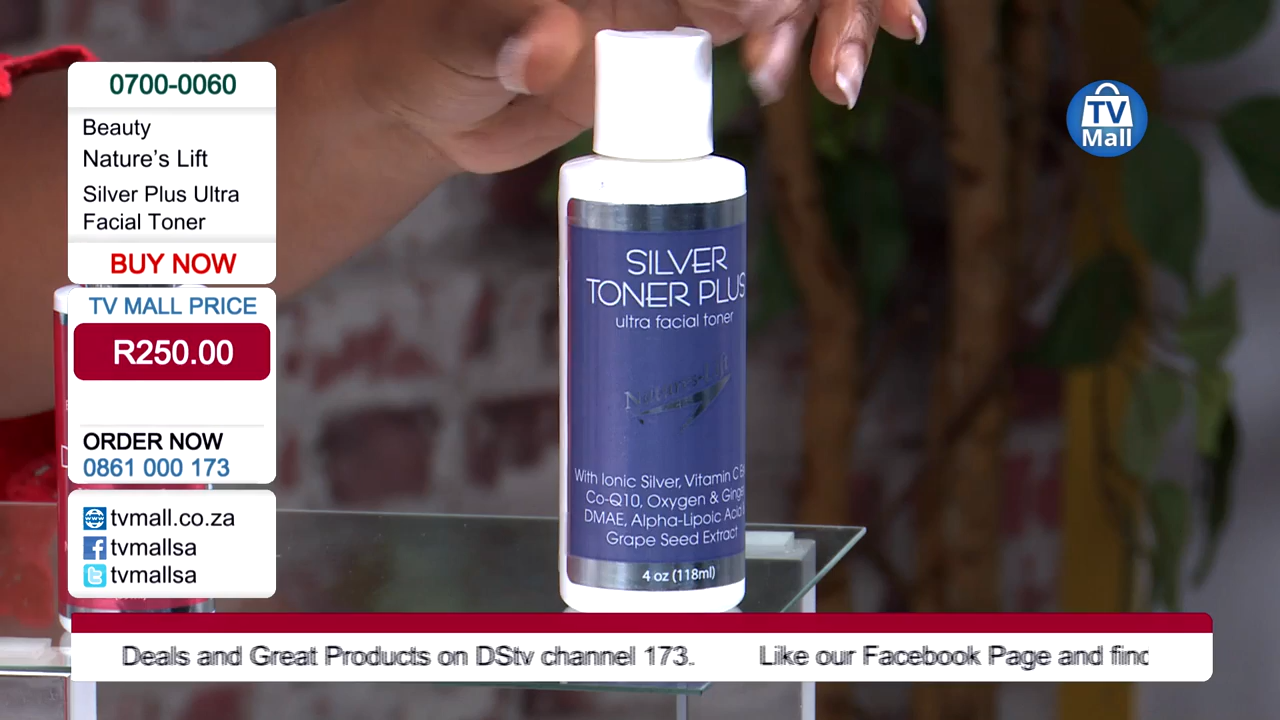 0700-0060
Beauty
Nature's Lift
Silver Plus Ultra
Facial Toner
BUY NOW
TV MALL PRICE
R250.00
ORDER NOW
0861 000 173
tvmall.co.za
tvmallsa
tvmallsa
TV
Mall
SILVER
TONER PLUS
ultra facial toner
Nature's Lift
With Ionic Silver, Vitamin C
Co-Q10, Oxygen &
DMAE, Alpha-Lipoic Acid
Grape Seed Extract
4 oz (118ml)
Deals and Great Products on DStv channel 173. Like our Facebook Page and